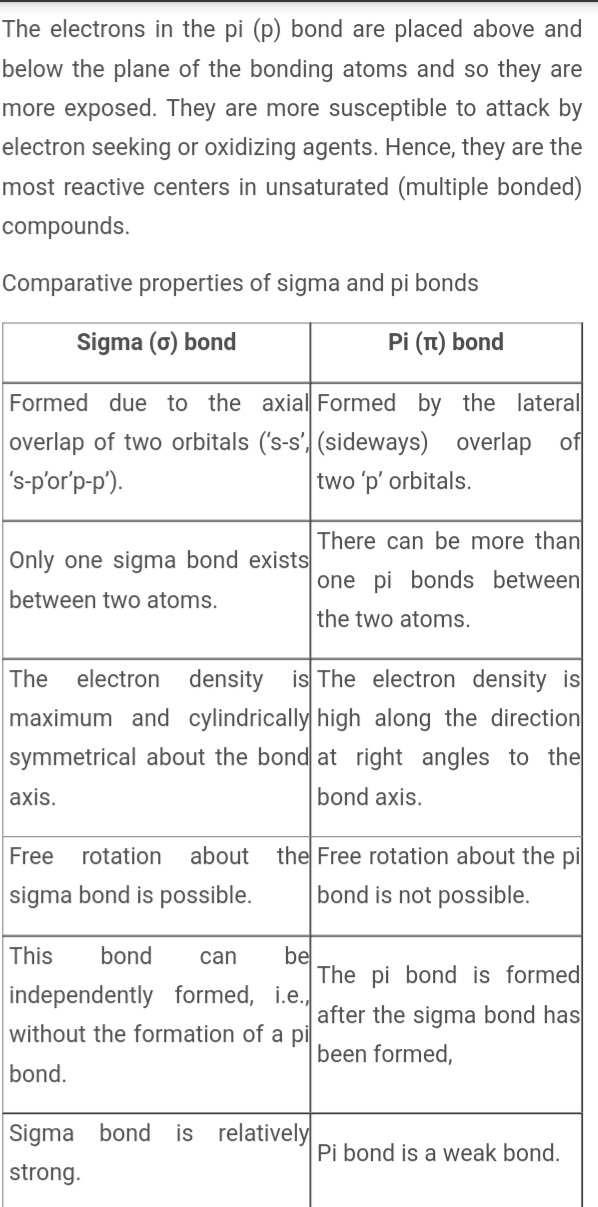 The electrons in the pi (p) bond are placed above and
below the plane of the bonding atoms and so they are
more exposed. They are more susceptible to attack by
electron seeking or oxidizing agents. Hence, they are the
most reactive centers in unsaturated (multiple bonded)
compounds.
Comparative properties of sigma and pi bonds
Sigma (σ) bond
Pi (π) bond
Formed due to the axial
overlap of two orbitals (‘s-s’,
‘s-p’or’p-p’).
Formed by the lateral
(sideways) overlap of
two ‘p’ orbitals.
Only one sigma bond exists
between two atoms.
There can be more than
one pi bonds between
the two atoms.
The electron density is
maximum and cylindrically
symmetrical about the bond
axis.
The electron density is
high along the direction
at right angles to the
bond axis.
Free rotation about the
sigma bond is possible.
Free rotation about the pi
bond is not possible.
This bond can be
independently formed, i.e.,
without the formation of a pi
bond.
The pi bond is formed
after the sigma bond has
been formed,
Sigma bond is relatively
strong.
Pi bond is a weak bond.